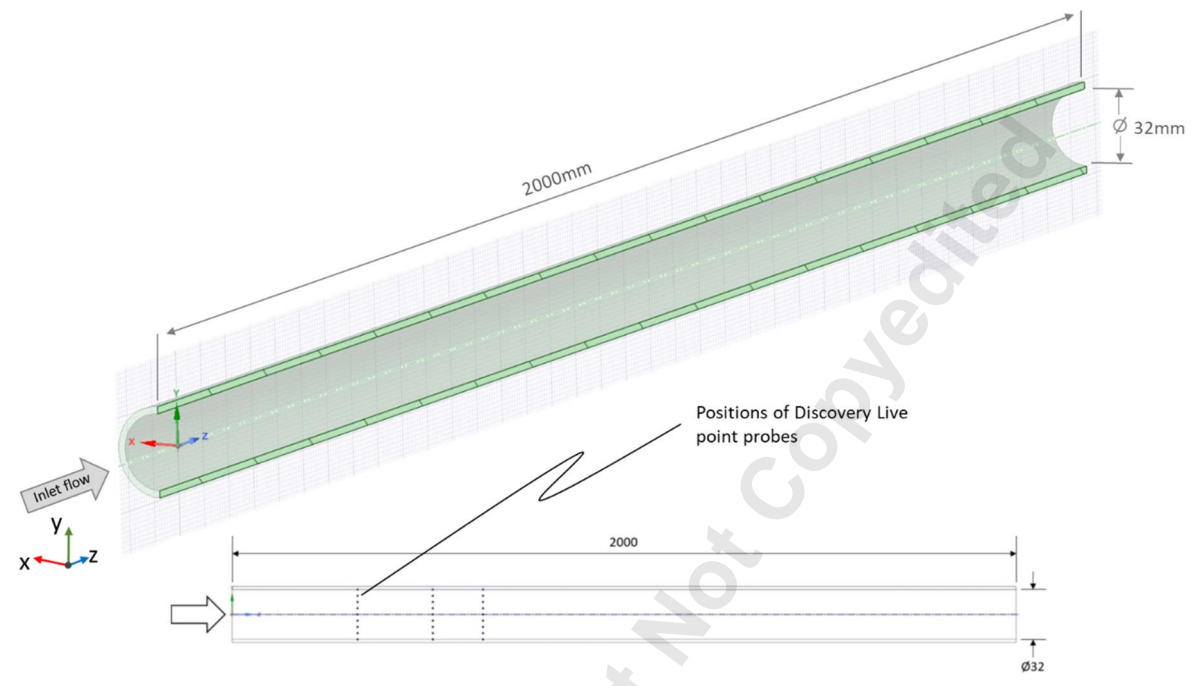 2000mm
Ø 32mm
Y
X
Z
Inlet flow
y
x
z
Positions of Discovery Live
point probes
2000
Ø32
t Not Copyedited